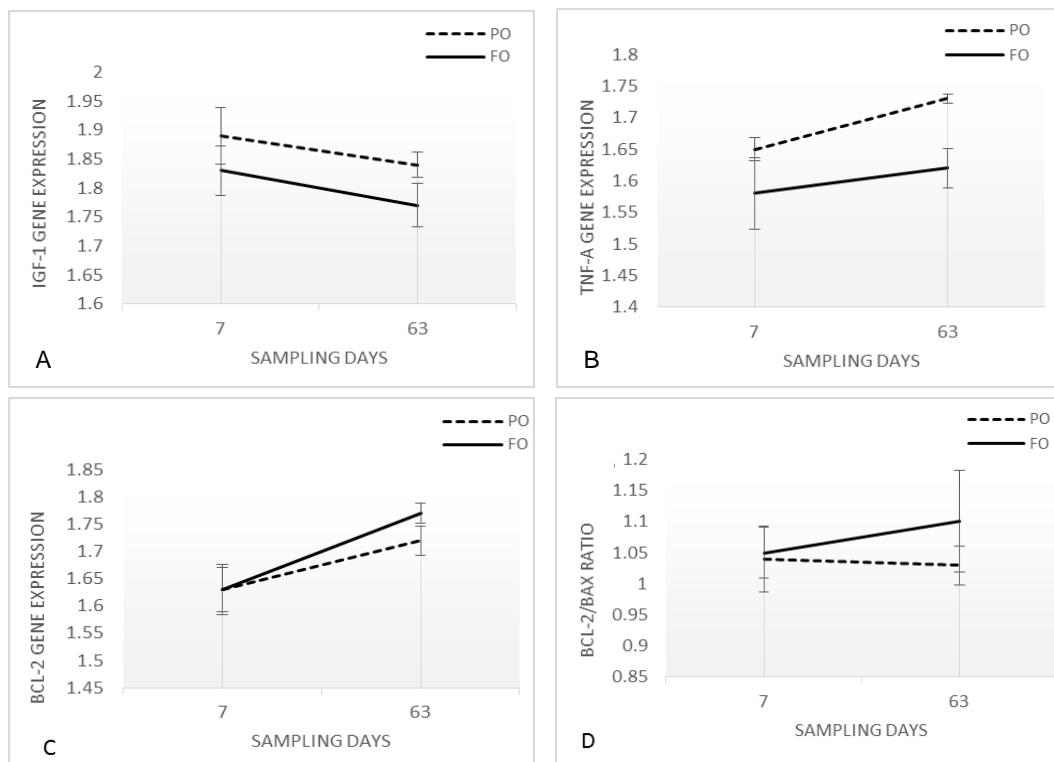 PO
FO
2
1.95
1.9
1.85
1.8
1.75
1.7
1.65
1.6
IGF-1 GENE EXPRESSION
7 63
SAMPLING DAYS
A
PO
FO
1.8
1.75
1.7
1.65
1.6
1.55
1.5
1.45
1.4
TNF-A GENE EXPRESSION
7 63
SAMPLING DAYS
B
PO
FO
1.85
1.8
1.75
1.7
1.65
1.6
1.55
1.5
1.45
BCL-2 GENE EXPRESSION
7 63
SAMPLING DAYS
C
PO
FO
1.2
1.15
1.1
1.05
1
0.95
0.9
0.85
BCL-2/BAX RATIO
7 63
SAMPLING DAYS
D